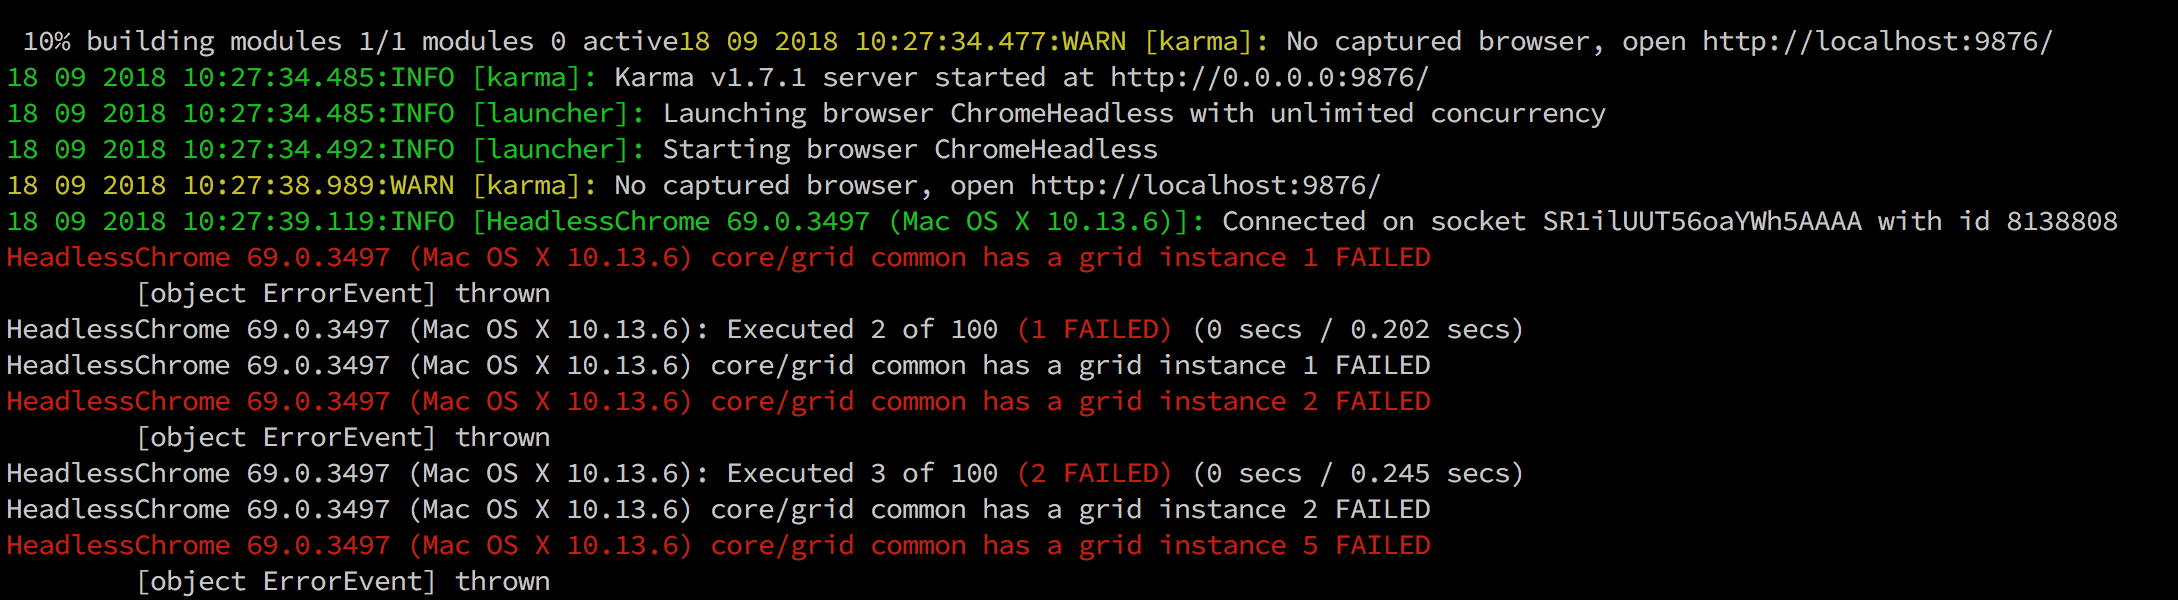 10% building modules 1/1 modules 0 active18 09 2018 10:27:34.477:WARN [karma]: No captured browser, open http://localhost:9876/
18 09 2018 10:27:34.485:INFO [karma]: Karma v1.7.1 server started at http://0.0.0.0:9876/
18 09 2018 10:27:34.485:INFO [launcher]: Launching browser ChromeHeadless with unlimited concurrency
18 09 2018 10:27:34.492:INFO [launcher]: Starting browser ChromeHeadless
18 09 2018 10:27:38.989:WARN [karma]: No captured browser, open http://localhost:9876/
18 09 2018 10:27:39.119:INFO [HeadlessChrome 69.0.3497 (Mac OS X 10.13.6)]: Connected on socket SR1ilUUT56oaYWh5AAAA with id 8138808
HeadlessChrome 69.0.3497 (Mac OS X 10.13.6) core/grid common has a grid instance 1 FAILED
[object ErrorEvent] thrown
HeadlessChrome 69.0.3497 (Mac OS X 10.13.6): Executed 2 of 100 (1 FAILED) (0 secs / 0.202 secs)
HeadlessChrome 69.0.3497 (Mac OS X 10.13.6) core/grid common has a grid instance 1 FAILED
HeadlessChrome 69.0.3497 (Mac OS X 10.13.6) core/grid common has a grid instance 2 FAILED
[object ErrorEvent] thrown
HeadlessChrome 69.0.3497 (Mac OS X 10.13.6): Executed 3 of 100 (2 FAILED) (0 secs / 0.245 secs)
HeadlessChrome 69.0.3497 (Mac OS X 10.13.6) core/grid common has a grid instance 2 FAILED
HeadlessChrome 69.0.3497 (Mac OS X 10.13.6) core/grid common has a grid instance 5 FAILED
[object ErrorEvent] thrown